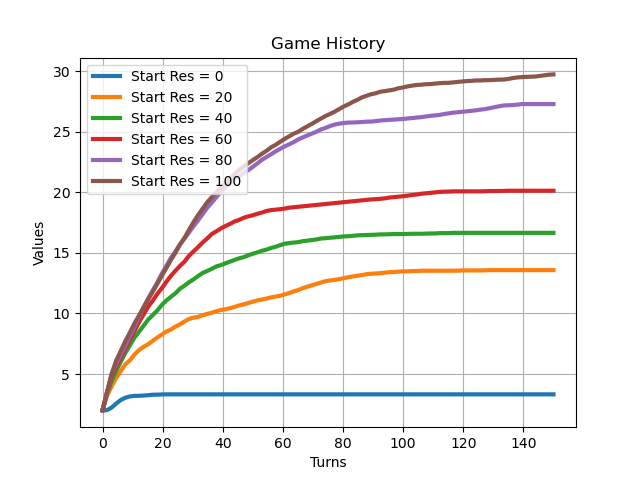 Game History
30
25
20
15
10
5
Values
Start Res = 0
Start Res = 20
Start Res = 40
Start Res = 60
Start Res = 80
Start Res = 100
0 20 40 60 80 100 120 140
Turns